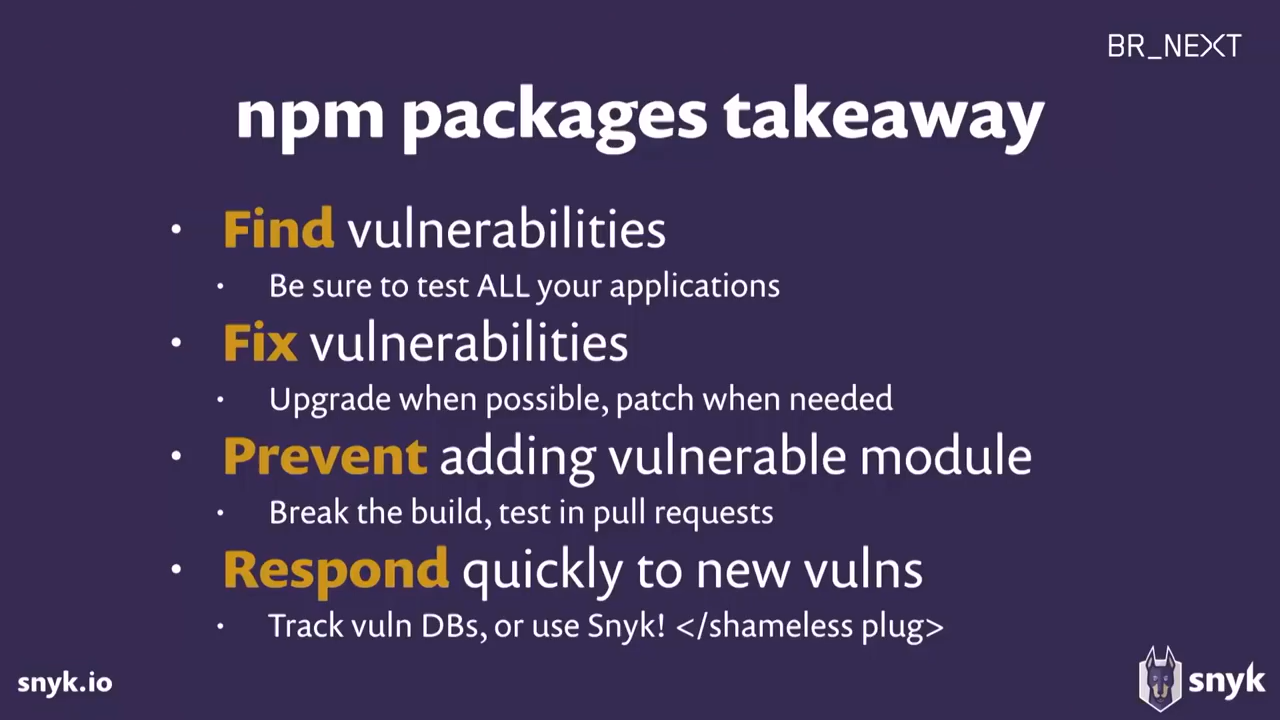 BR_NEXT
npm packages takeaway
• Find vulnerabilities
• Be sure to test ALL your applications
• Fix vulnerabilities
• Upgrade when possible, patch when needed
• Prevent adding vulnerable module
• Break the build, test in pull requests
• Respond quickly to new vulns
• Track vuln DBs, or use Snyk! </shameless plug>
snyk.io
snyk